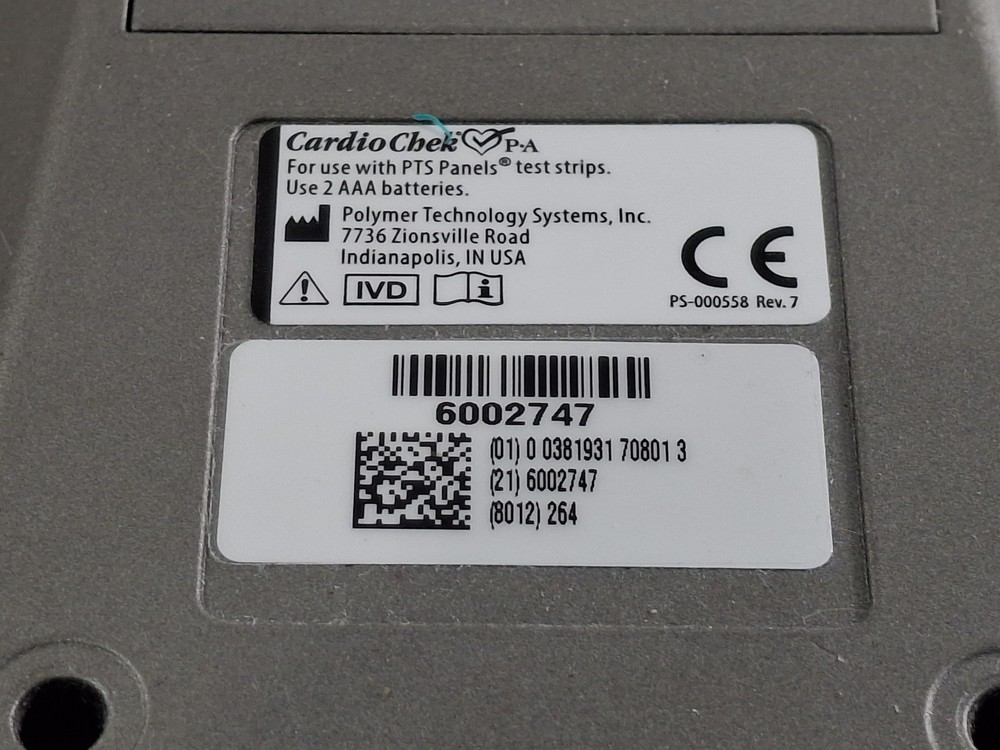 CardioChek P·A
For use with PTS Panels® test strips.
Use 2 AAA batteries.
Polymer Technology Systems, Inc.
7736 Zionsville Road
Indianapolis, IN USA
IVD
i
CE
PS-000558 Rev. 7
6002747
(01) 0 0381931 70801 3
(21) 6002747
(8012) 264